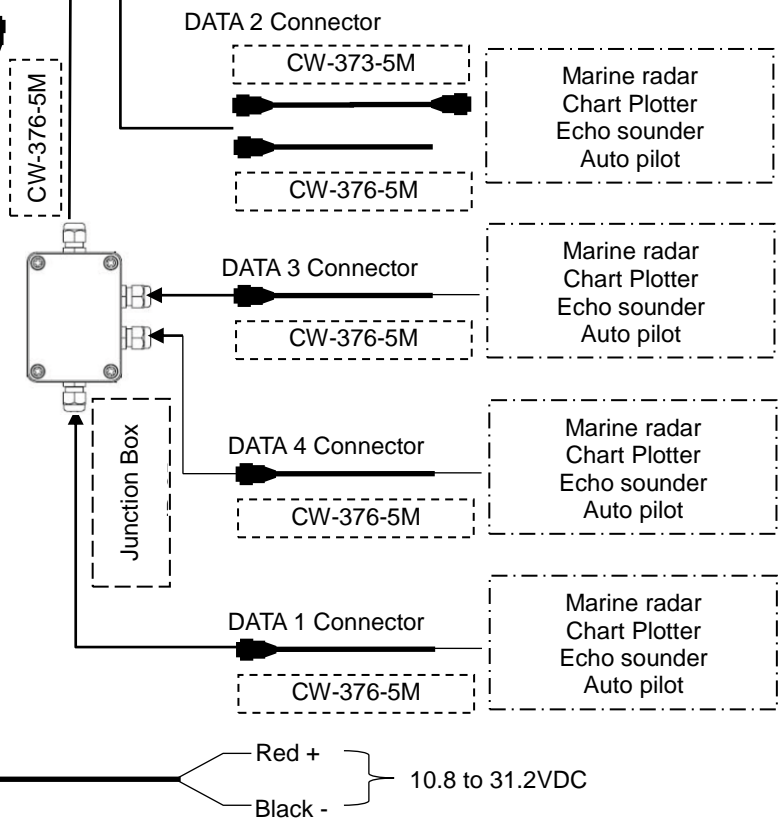 DATA 2 Connector
CW-373-5M
CW-376-5M
Marine radar
Chart Plotter
Echo sounder
Auto pilot
CW-376-5M
DATA 3 Connector
CW-376-5M
Marine radar
Chart Plotter
Echo sounder
Auto pilot
Junction Box
DATA 4 Connector
CW-376-5M
Marine radar
Chart Plotter
Echo sounder
Auto pilot
DATA 1 Connector
CW-376-5M
Marine radar
Chart Plotter
Echo sounder
Auto pilot
Red +
10.8 to 31.2VDC
Black -